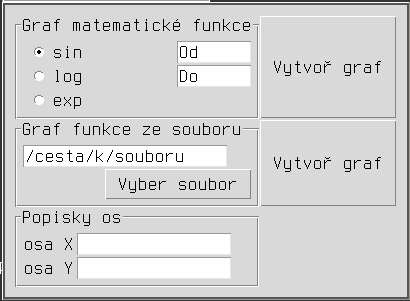 Graf matematické funkce
sin
Od
log
Do
exp
Vytvoř graf
Graf funkce ze souboru
/cesta/k/souboru
Vyber soubor
Vytvoř graf
Popisky os
osa X
osa Y